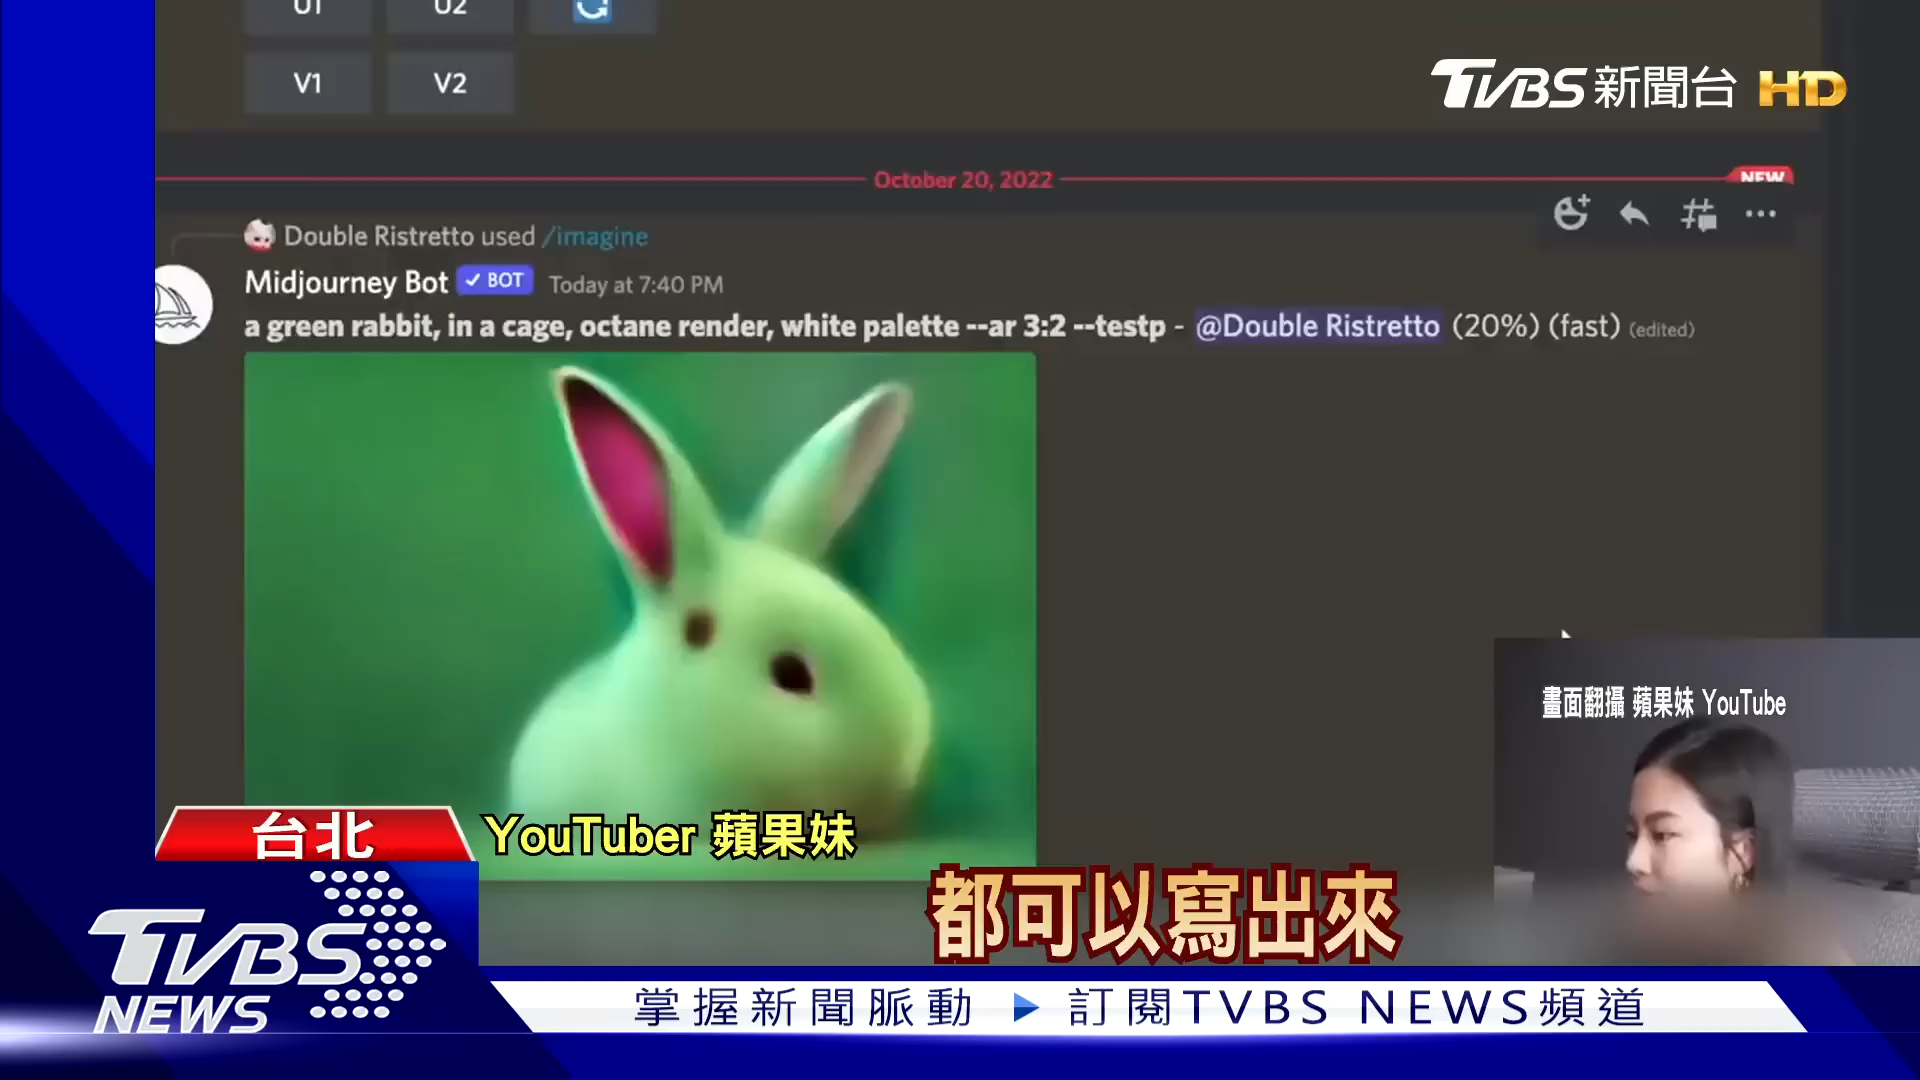 U1 U2
V1 V2
TVBS新聞台 HD
October 20, 2022 NEW
Double Ristretto used /imagine
Midjourney Bot ✓ BOT Today at 7:40 PM
a green rabbit, in a cage, octane render, white palette --ar 3:2 --testp - @Double Ristretto (20%) (fast) (edited)
畫面翻攝 蘋果妹 YouTube
台北 YouTuber 蘋果妹
都可以寫出來
TVBS NEWS
掌握新聞脈動 ▶ 訂閱TVBS NEWS頻道